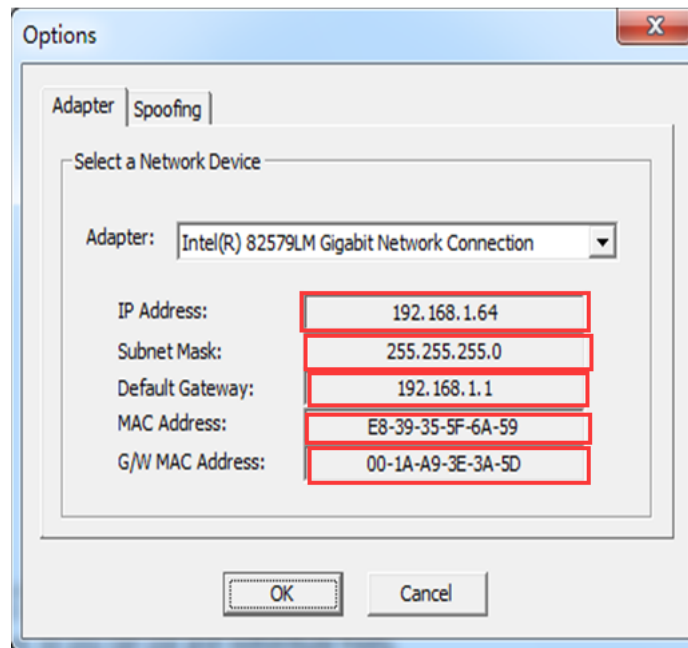 Options
Adapter Spoofing
Select a Network Device
Adapter: Intel(R) 82579LM Gigabit Network Connection
IP Address: 192.168.1.64
Subnet Mask: 255.255.255.0
Default Gateway: 192.168.1.1
MAC Address: E8-39-35-5F-6A-59
G/W MAC Address: 00-1A-A9-3E-3A-5D
OK Cancel